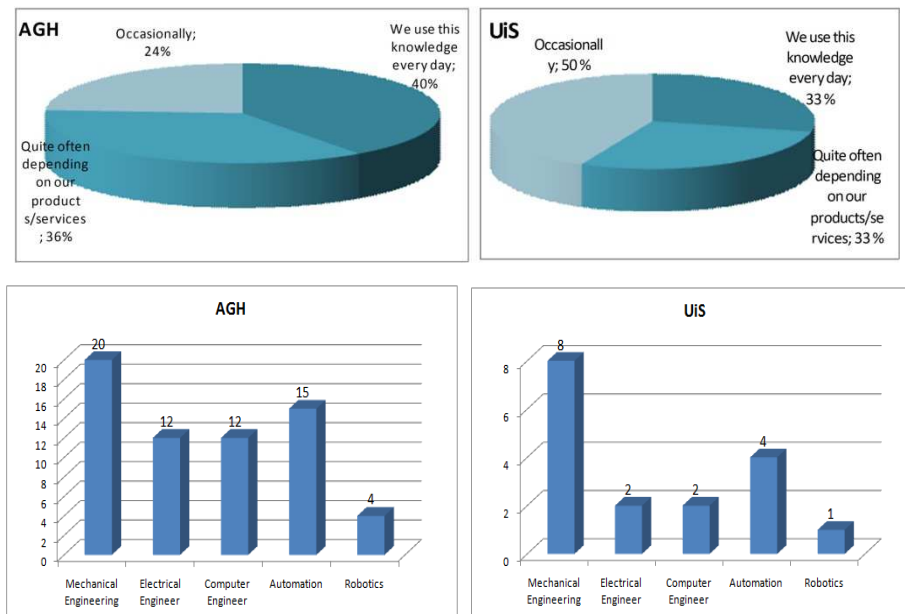 AGH
Occasionally;
24%
We use this
knowledge
every day;
40%
Quite often
depending
on our
product
s/services
; 36%
UiS
Occasionall
y; 50 %
We use this
knowledge
every day;
33 %
Quite often
depending
on our
products/se
rvices; 33 %
AGH
20
18
16
14
12
10
8
6
4
2
0
20
12
12
15
4
Mechanical
Engineering
Electrical
Engineer
Computer
Engineer
Automation
Robotics
UiS
8
6
4
2
0
8
2
2
4
1
Mechanical
Engineering
Electrical
Engineer
Computer
Engineer
Automation
Robotics